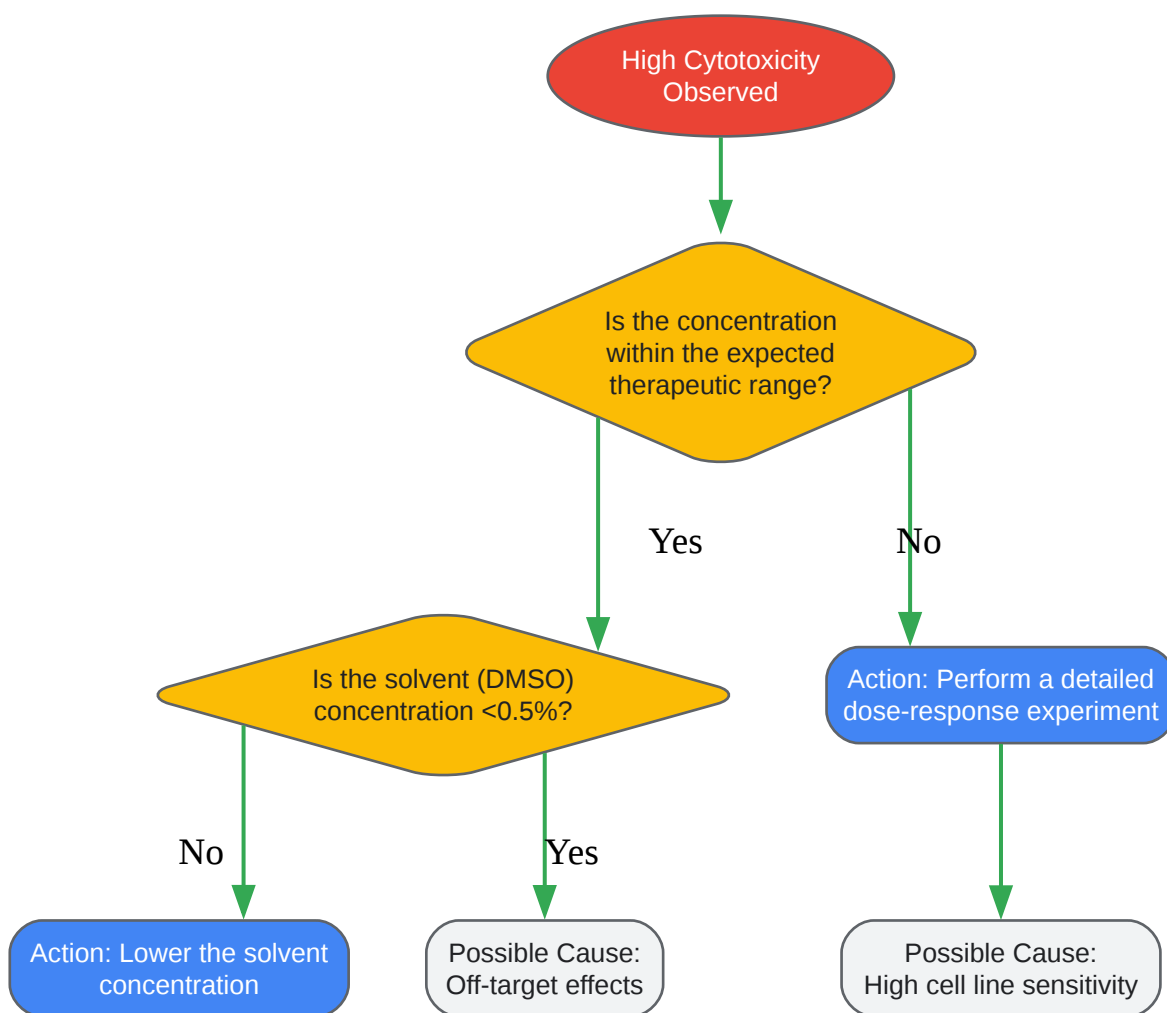 High Cytotoxicity
Observed
Is the concentration
within the expected
therapeutic range?
Yes
No
Is the solvent (DMSO)
concentration <0.5%?
Action: Perform a detailed
dose-response experiment
No
Yes
Action: Lower the solvent
concentration
Possible Cause:
Off-target effects
Possible Cause:
High cell line sensitivity